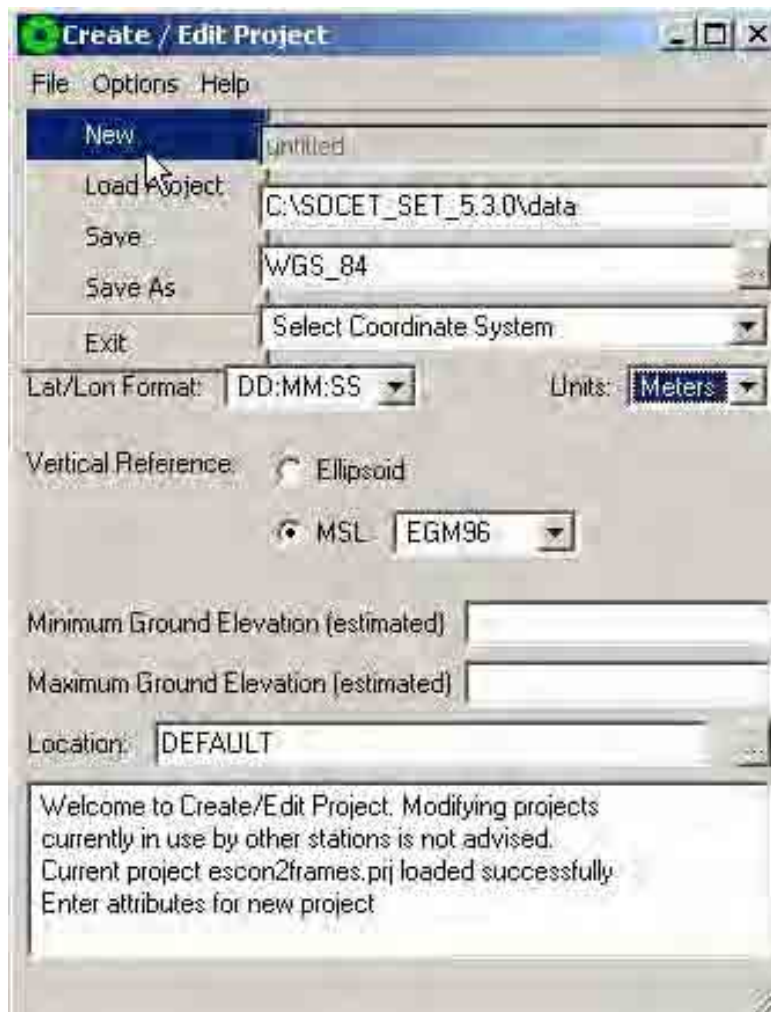 Create / Edit Project
File Options Help
New
untitled
Load Project
C:\SOCET_SET_5.3.0\data
Save
WGS_84
...
Save As
Select Coordinate System
Exit
Lat/Lon Format: DD:MM:SS Units: Meters
Vertical Reference: Ellipsoid
MSL EGM96
Minimum Ground Elevation (estimated)
Maximum Ground Elevation (estimated)
Location: DEFAULT ...
Welcome to Create/Edit Project. Modifying projects
currently in use by other stations is not advised.
Current project escon2frames.prj loaded successfully
Enter attributes for new project